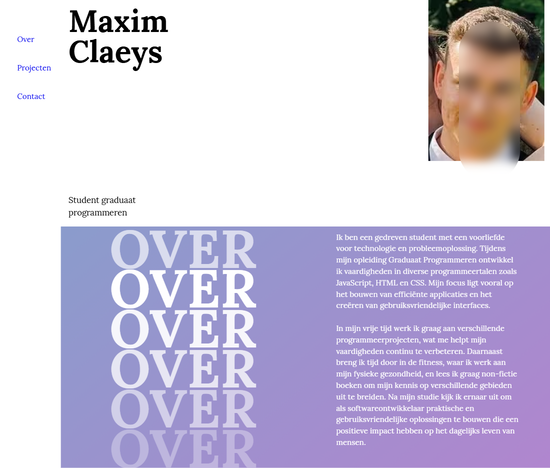 Maxim
Claeys
Over
Projecten
Contact
Student graduaat
programmeren
OVER
OVER
OVER
OVER
OVER
OVER
Ik ben een gedreven student met een voorliefde
voor technologie en probleemoplossing. Tijdens
mijn opleiding Graduaat Programmeren ontwikkel
ik vaardigheden in diverse programmeertalen zoals
JavaScript, HTML en CSS. Mijn focus ligt vooral op
het bouwen van efficiënte applicaties en het
creëren van gebruiksvriendelijke interfaces.
In mijn vrije tijd werk ik graag aan verschillende
programmeerprojecten, wat me helpt mijn
vaardigheden continu te verbeteren. Daarnaast
breng ik tijd door in de fitness, waar ik werk aan
mijn fysieke gezondheid, en lees ik graag non-fictie
boeken om mijn kennis op verschillende gebieden
uit te breiden. Na mijn studie kijk ik ernaar uit om
als softwareontwikkelaar praktische en
gebruiksvriendelijke oplossingen te bouwen die een
positieve impact hebben op het dagelijks leven van
mensen.